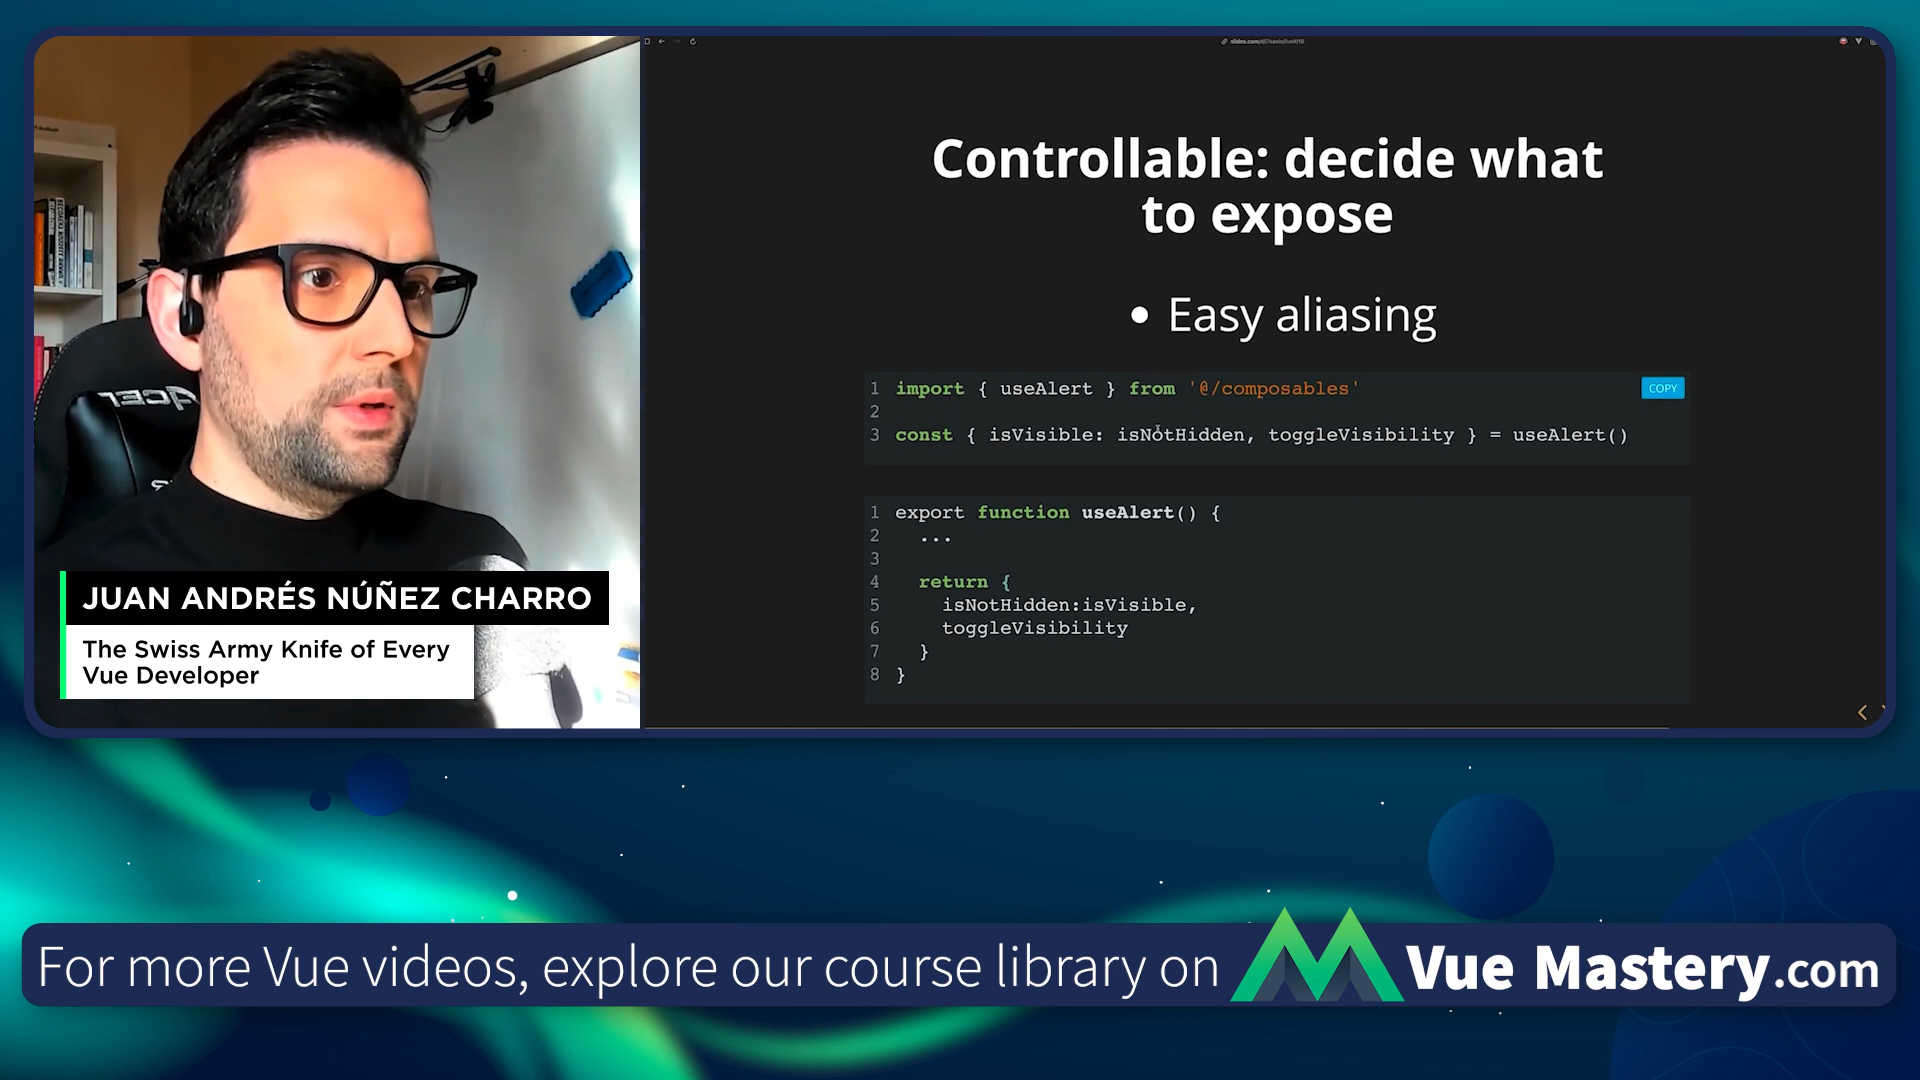 JUAN ANDRÉS NÚÑEZ CHARRO
The Swiss Army Knife of Every
Vue Developer
Controllable: decide what
to expose
• Easy aliasing
1 import { useAlert } from '@/composables'
COPY
2
3 const { isVisible: isNotHidden, toggleVisibility } = useAlert()
1 export function useAlert() {
2 ...
3
4 return {
5 isNotHidden:isVisible,
6 toggleVisibility
7 }
8 }
For more Vue videos, explore our course library on Vue Mastery.com